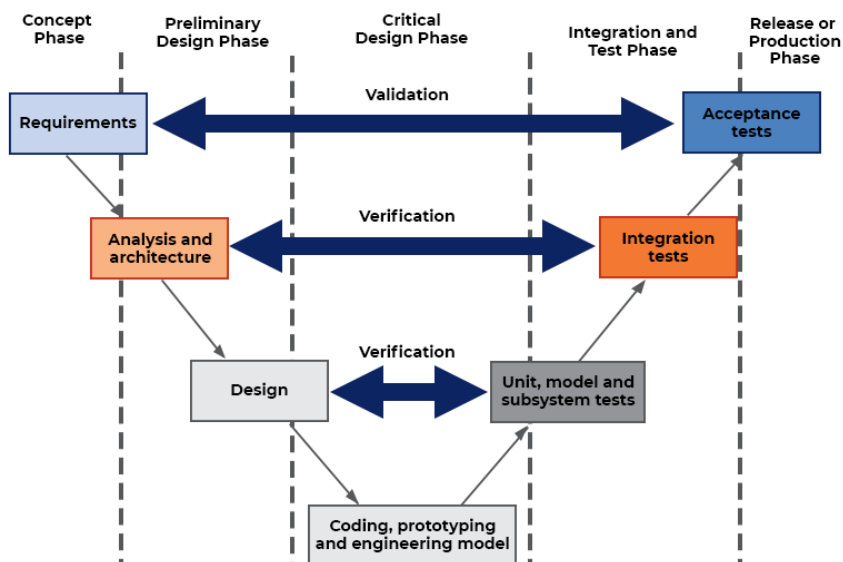 Concept
Phase
Preliminary
Design Phase
Critical
Design Phase
Integration and
Test Phase
Release or
Production
Phase
Validation
Requirements
Acceptance
tests
Verification
Analysis and
architecture
Integration
tests
Verification
Design
Unit, model and
subsystem tests
Coding, prototyping
and engineering model